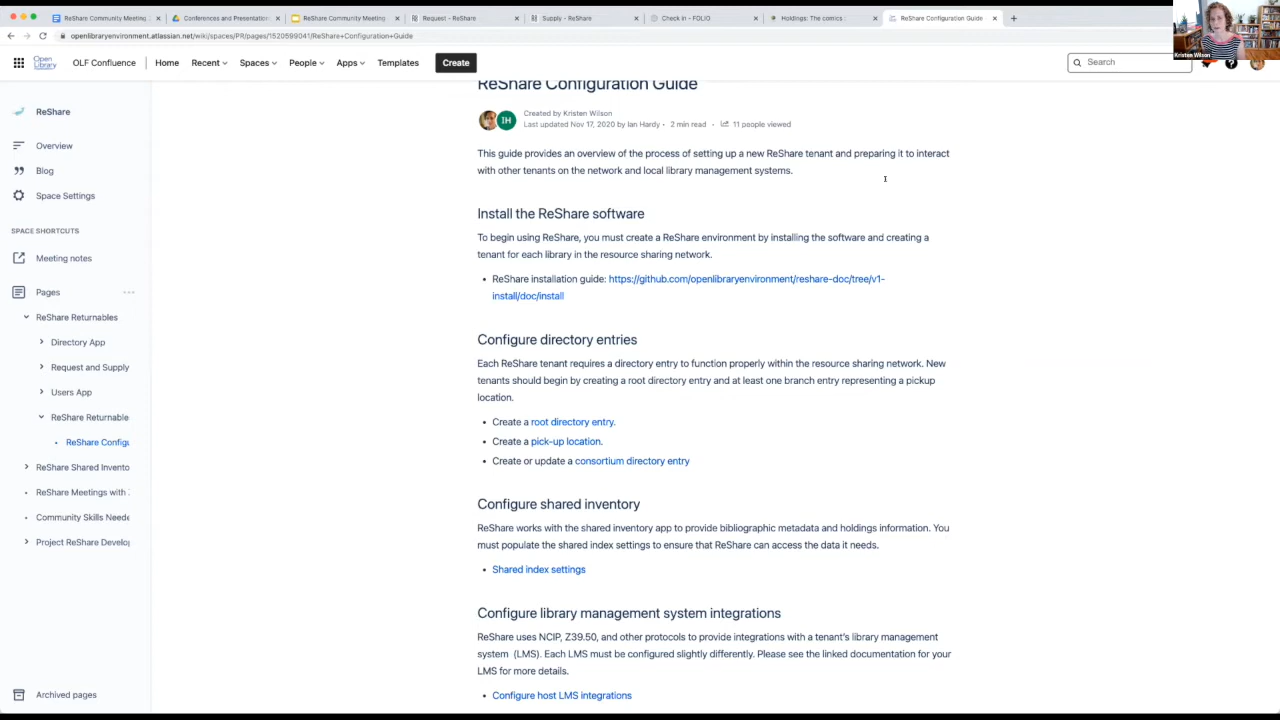 ReShare Community Meeting
Conferences and Presentation
ReShare Community Meeting
Request - ReShare
Supply - ReShare
Check in - FOLIO
Holdings: The comics
ReShare Configuration Guide
openlibraryenvironment.atlassian.net/wiki/spaces/PR/pages/1520599041/ReShare+Configuration+Guide
Kristen Wilson
Open Library
OLF Confluence
Home
Recent
Spaces
People
Apps
Templates
Create
Search
ReShare
Overview
Blog
Space Settings
SPACE SHORTCUTS
Meeting notes
Pages
ReShare Returnables
Directory App
Request and Supply
Users App
ReShare Returnable
ReShare Configu
ReShare Shared Invento
ReShare Meetings with
Community Skills Neede
Project ReShare Develop
Archived pages
ReShare Configuration Guide
IH
Created by Kristen Wilson
Last updated Nov 17, 2020 by Ian Hardy • 2 min read • 11 people viewed
This guide provides an overview of the process of setting up a new ReShare tenant and preparing it to interact
with other tenants on the network and local library management systems.
Install the ReShare software
To begin using ReShare, you must create a ReShare environment by installing the software and creating a
tenant for each library in the resource sharing network.
• ReShare installation guide: https://github.com/openlibraryenvironment/reshare-doc/tree/v1-
install/doc/install
Configure directory entries
Each ReShare tenant requires a directory entry to function properly within the resource sharing network. New
tenants should begin by creating a root directory entry and at least one branch entry representing a pickup
location.
• Create a root directory entry.
• Create a pick-up location.
• Create or update a consortium directory entry
Configure shared inventory
ReShare works with the shared inventory app to provide bibliographic metadata and holdings information. You
must populate the shared index settings to ensure that ReShare can access the data it needs.
• Shared index settings
Configure library management system integrations
ReShare uses NCIP, Z39.50, and other protocols to provide integrations with a tenant's library management
system (LMS). Each LMS must be configured slightly differently. Please see the linked documentation for your
LMS for more details.
• Configure host LMS integrations